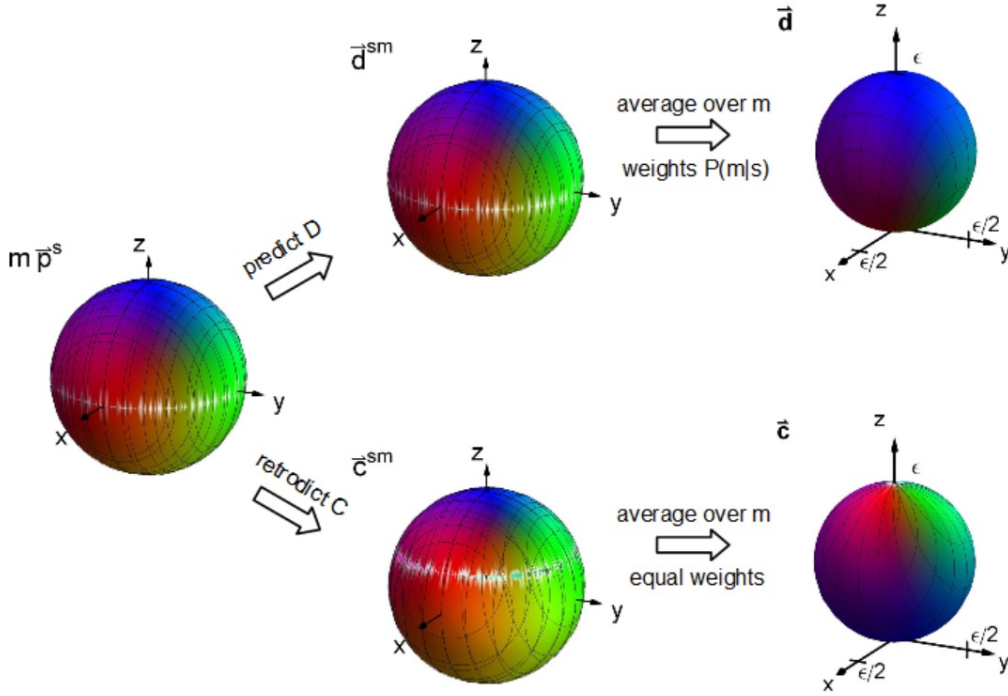 z
d⃗
z
d⃗ˢᵐ
ϵ
average over m
weights P(m|s)
y
x
ϵ/2
ϵ/2
y
x
predict D
z
m p⃗ˢ
y
x
retrodict C
z
c⃗ˢᵐ
c⃗
z
ϵ
average over m
equal weights
y
x
ϵ/2
y
x
ϵ/2